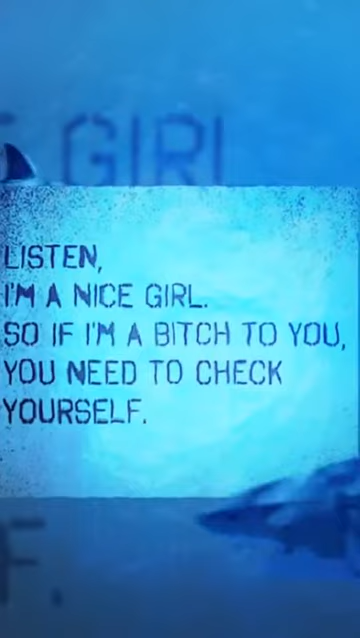 LISTEN,
I'M A NICE GIRL.
SO IF I'M A BITCH TO YOU,
YOU NEED TO CHECK
YOURSELF.